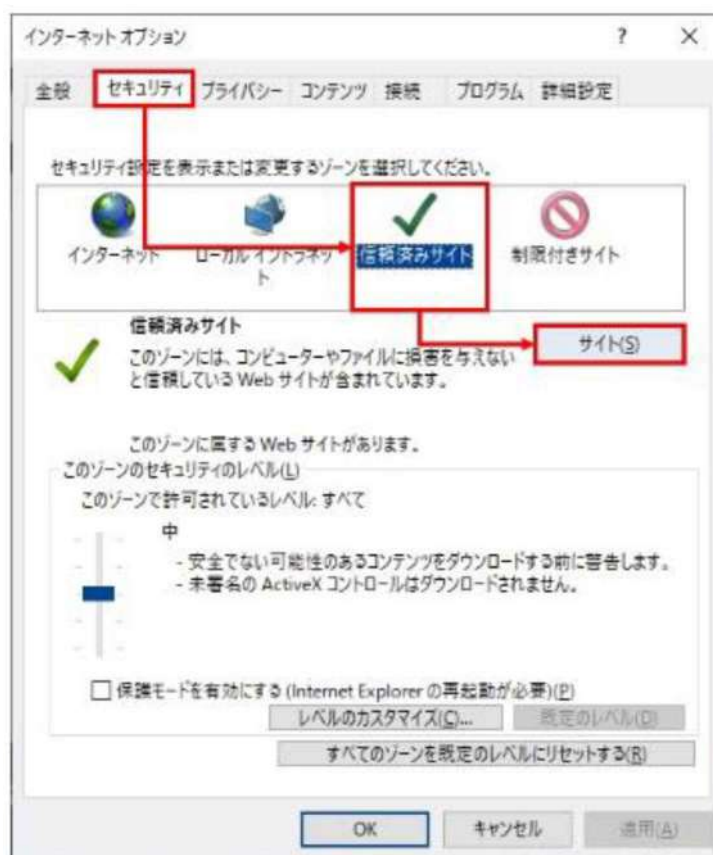 インターネット オプション
?
×
全般 セキュリティ プライバシー コンテンツ 接続 プログラム 詳細設定
セキュリティ設定を表示または変更するゾーンを選択してください。
インターネット
ローカル イントラネット
信頼済みサイト
制限付きサイト
信頼済みサイト
サイト(S)
このゾーンには、コンピューターやファイルに損害を与えない
と信頼している Web サイトが含まれています。
このゾーンに属する Web サイトがあります。
このゾーンのセキュリティのレベル(L)
このゾーンで許可されているレベル: すべて
中
- 安全でない可能性のあるコンテンツをダウンロードする前に警告します。
- 未署名の ActiveX コントロールはダウンロードされません。
保護モードを有効にする (Internet Explorer の再起動が必要)(P)
レベルのカスタマイズ(C)... 既定のレベル(D)
すべてのゾーンを既定のレベルにリセットする(R)
OK キャンセル 適用(A)